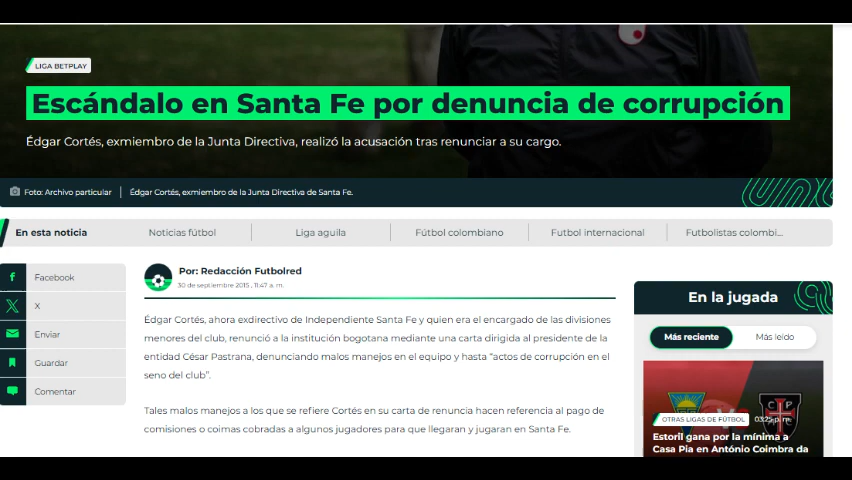 LIGA BETPLAY
Escándalo en Santa Fe por denuncia de corrupción
Édgar Cortés, exmiembro de la Junta Directiva, realizó la acusación tras renunciar a su cargo.
Foto: Archivo particular | Édgar Cortés, exmiembro de la Junta Directiva de Santa Fe.
En esta noticia
Noticias fútbol
Liga aguila
Fútbol colombiano
Futbol internacional
Futbolistas colombi...
Facebook
X
Enviar
Guardar
Comentar
Por: Redacción Futbolred
30 de septiembre 2015 , 11:47 a. m.
Édgar Cortés, ahora exdirectivo de Independiente Santa Fe y quien era el encargado de las divisiones
menores del club, renunció a la institución bogotana mediante una carta dirigida al presidente de la
entidad César Pastrana, denunciando malos manejos en el equipo y hasta “actos de corrupción en el
seno del club”.
Tales malos manejos a los que se refiere Cortés en su carta de renuncia hacen referencia al pago de
comisiones o coimas cobradas a algunos jugadores para que llegaran y jugaran en Santa Fe.
En la jugada
Más reciente
Más leído
OTRAS LIGAS DE FÚTBOL
03:25 p. m.
Estoril gana por la mínima a
Casa Pia en António Coimbra da